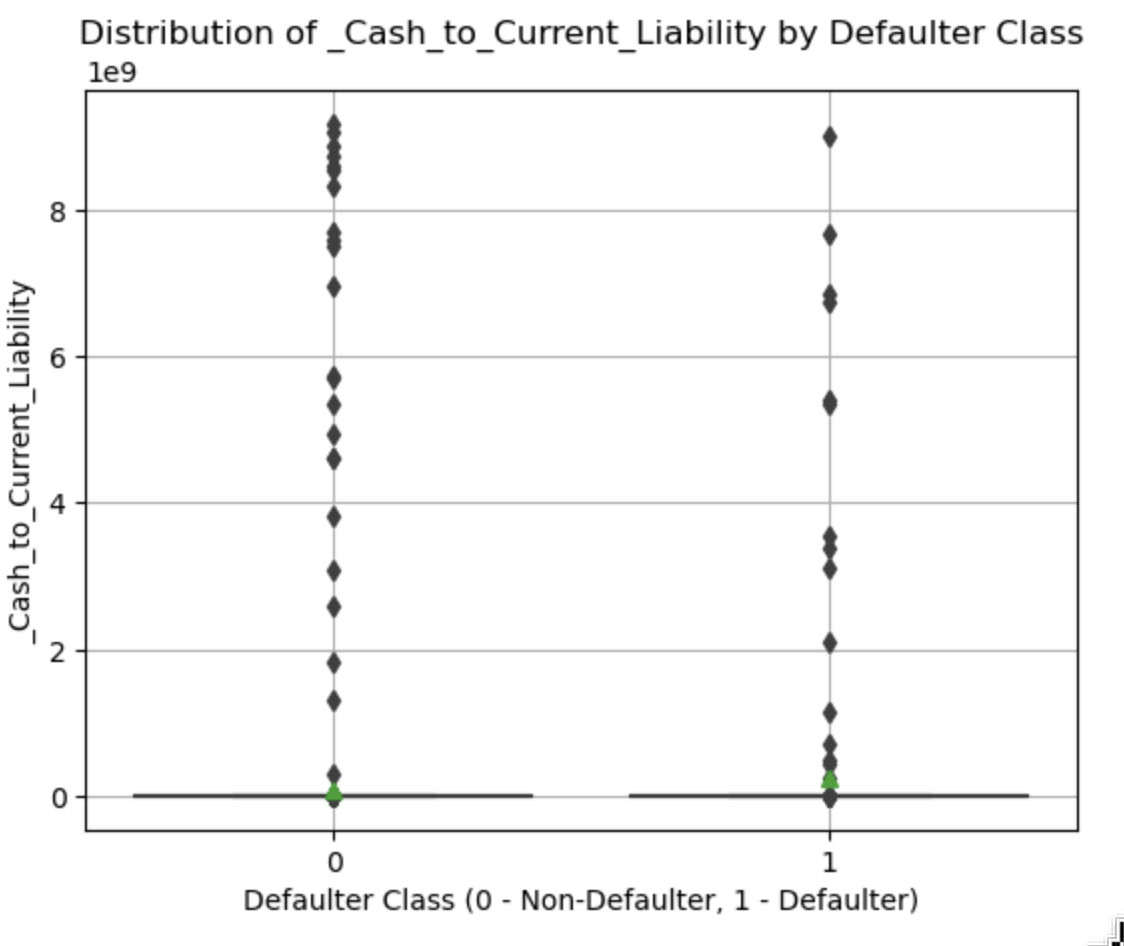 Distribution of _Cash_to_Current_Liability by Defaulter Class
1e9
8
6
4
2
0
_Cash_to_Current_Liability
0 1
Defaulter Class (0 - Non-Defaulter, 1 - Defaulter)